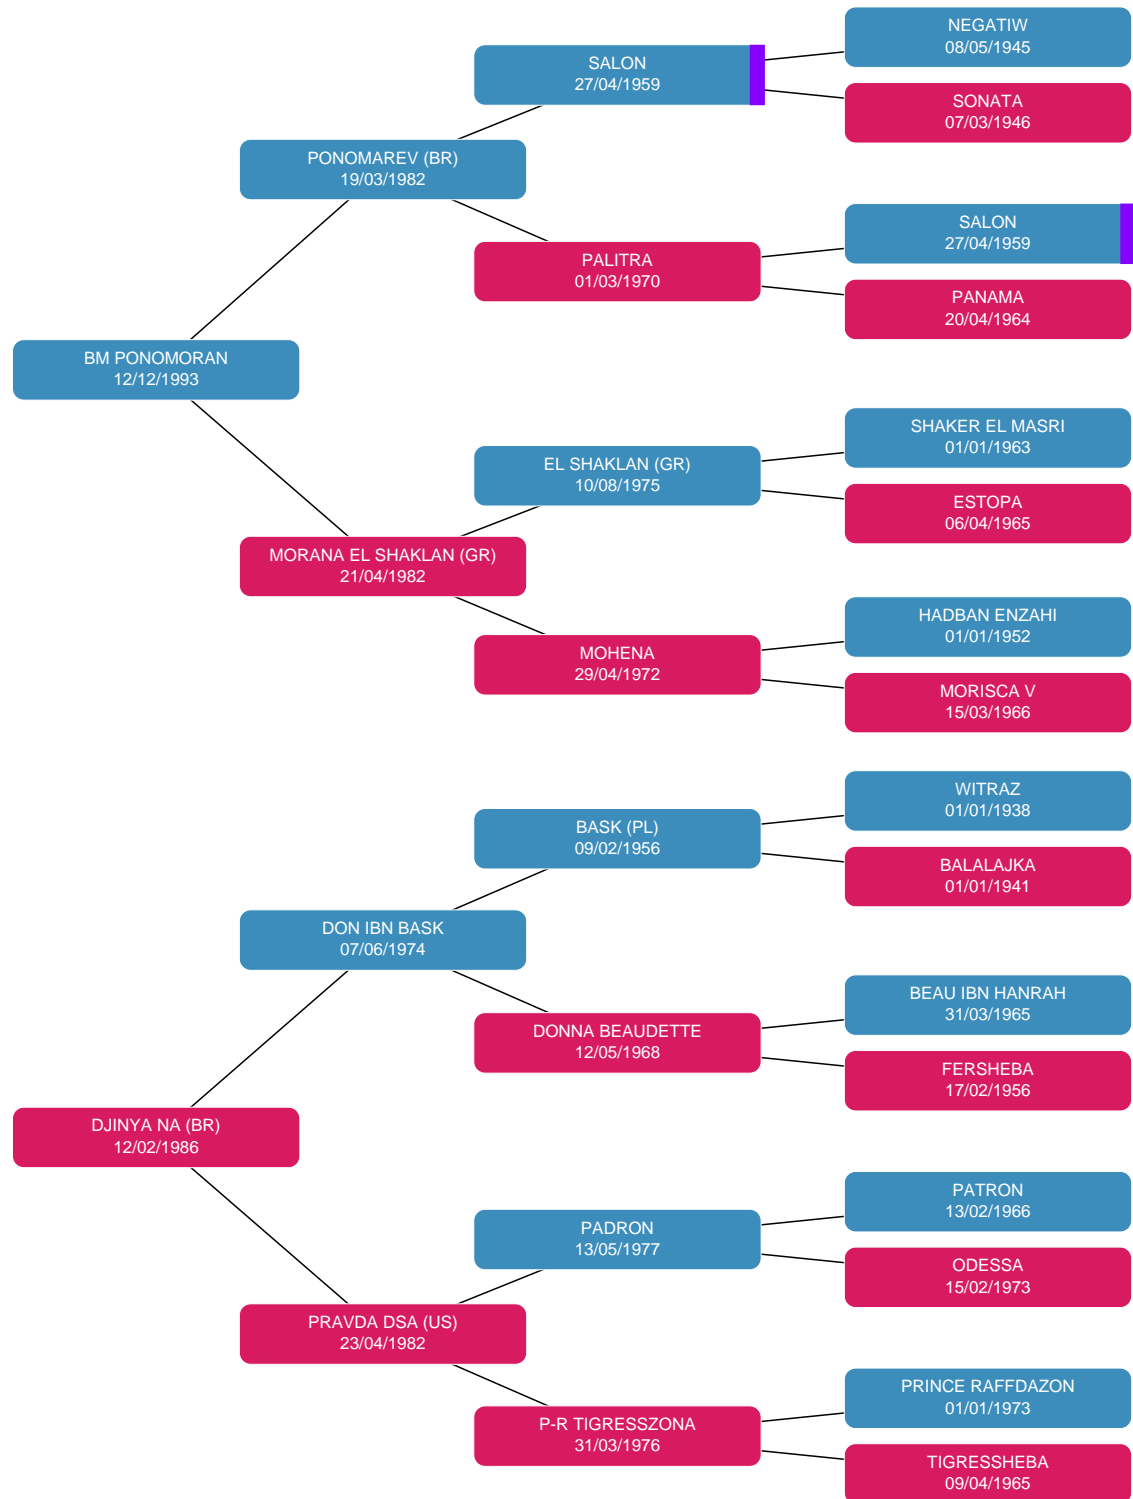 NEGATIW
08/05/1945
SALON
27/04/1959
SONATA
07/03/1946
PONOMAREV (BR)
19/03/1982
SALON
27/04/1959
PALITRA
01/03/1970
PANAMA
20/04/1964
BM PONOMORAN
12/12/1993
SHAKER EL MASRI
01/01/1963
EL SHAKLAN (GR)
10/08/1975
ESTOPA
06/04/1965
MORANA EL SHAKLAN (GR)
21/04/1982
HADBAN ENZAHI
01/01/1952
MOHENA
29/04/1972
MORISCA V
15/03/1966
WITRAZ
01/01/1938
BASK (PL)
09/02/1956
BALALAJKA
01/01/1941
DON IBN BASK
07/06/1974
BEAU IBN HANRAH
31/03/1965
DONNA BEAUDETTE
12/05/1968
FERSHEBA
17/02/1956
DJINYA NA (BR)
12/02/1986
PATRON
13/02/1966
PADRON
13/05/1977
ODESSA
15/02/1973
PRAVDA DSA (US)
23/04/1982
PRINCE RAFFDAZON
01/01/1973
P-R TIGRESSZONA
31/03/1976
TIGRESSHEBA
09/04/1965